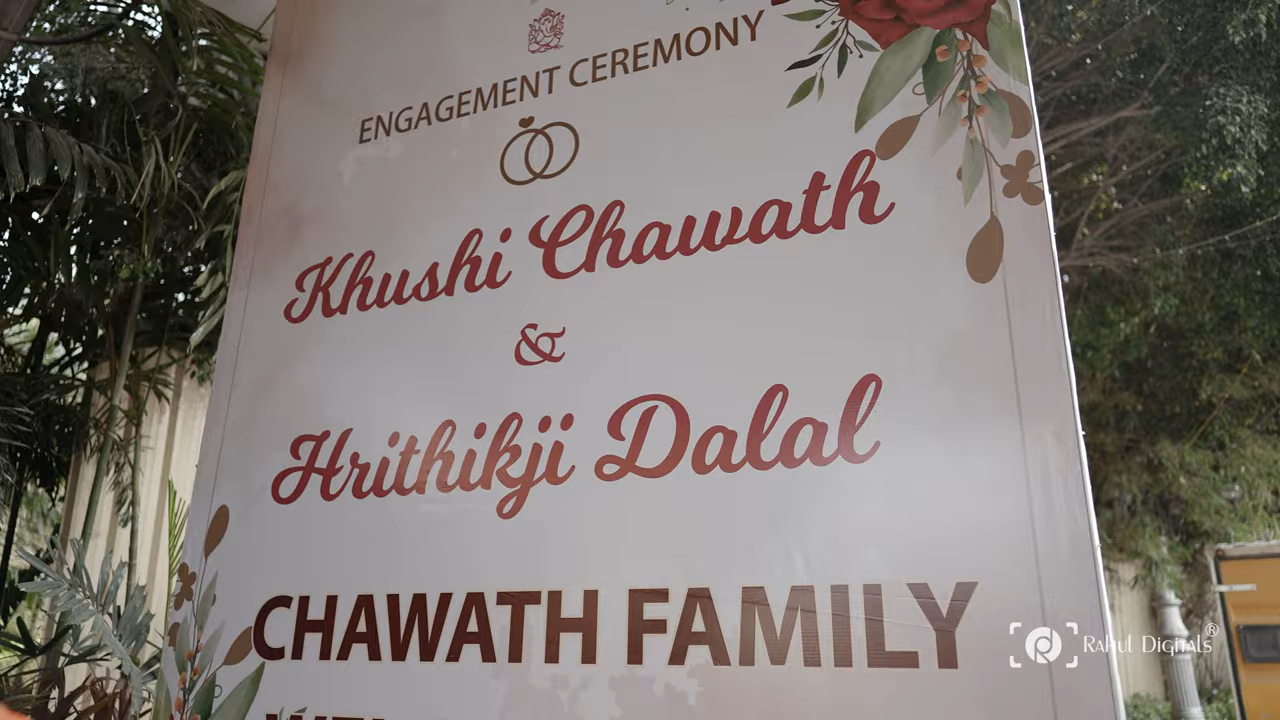 ENGAGEMENT CEREMONY
Khushi Chawath
&
Hrithikji Dalal
CHAWATH FAMILY
Rahul Digitals®